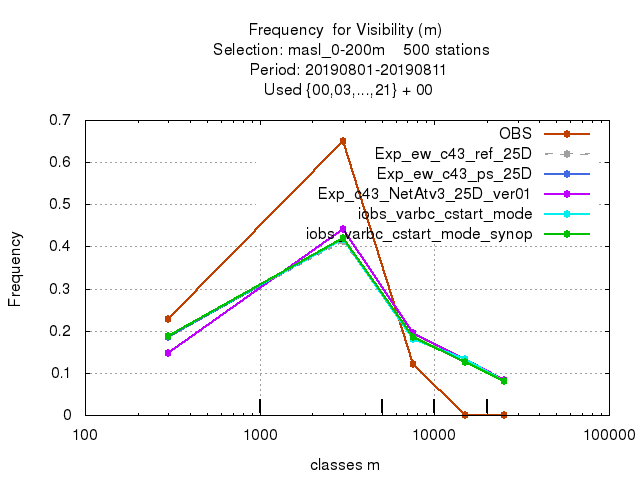 Frequency  for Visibility (m)
Selection: masl_0-200m    500 stations
Period: 20190801-20190811
Used {00,03,...,21} + 00
0.7
0.6
0.5
0.4
0.3
0.2
0.1
0
Frequency
OBS
Exp_ew_c43_ref_25D
Exp_ew_c43_ps_25D
Exp_c43_NetAtv3_25D_ver01
iobs_varbc_cstart_mode
iobs_varbc_cstart_mode_synop
100 1000 10000 100000
classes m